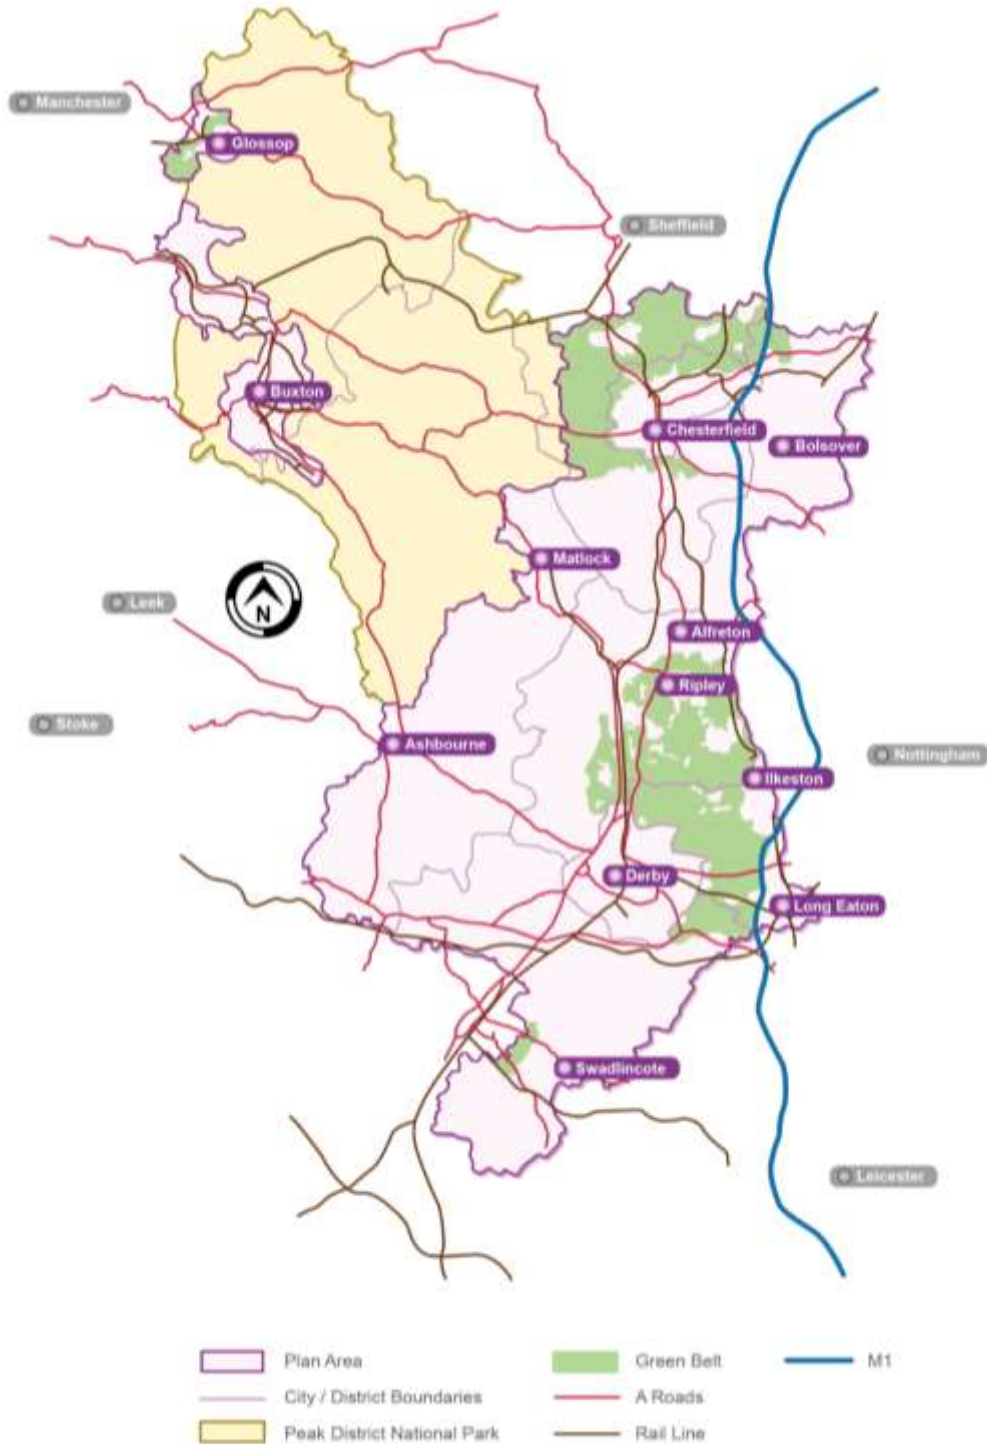 Manchester
Glossop
Sheffield
Buxton
Chesterfield
Bolsover
Matlock
Leek
N
Alfreton
Ripley
Stoke
Ashbourne
Nottingham
Ilkeston
Derby
Long Eaton
Swadlincote
Leicester
Plan Area
Green Belt
M1
City / District Boundaries
A Roads
Peak District National Park
Rail Line